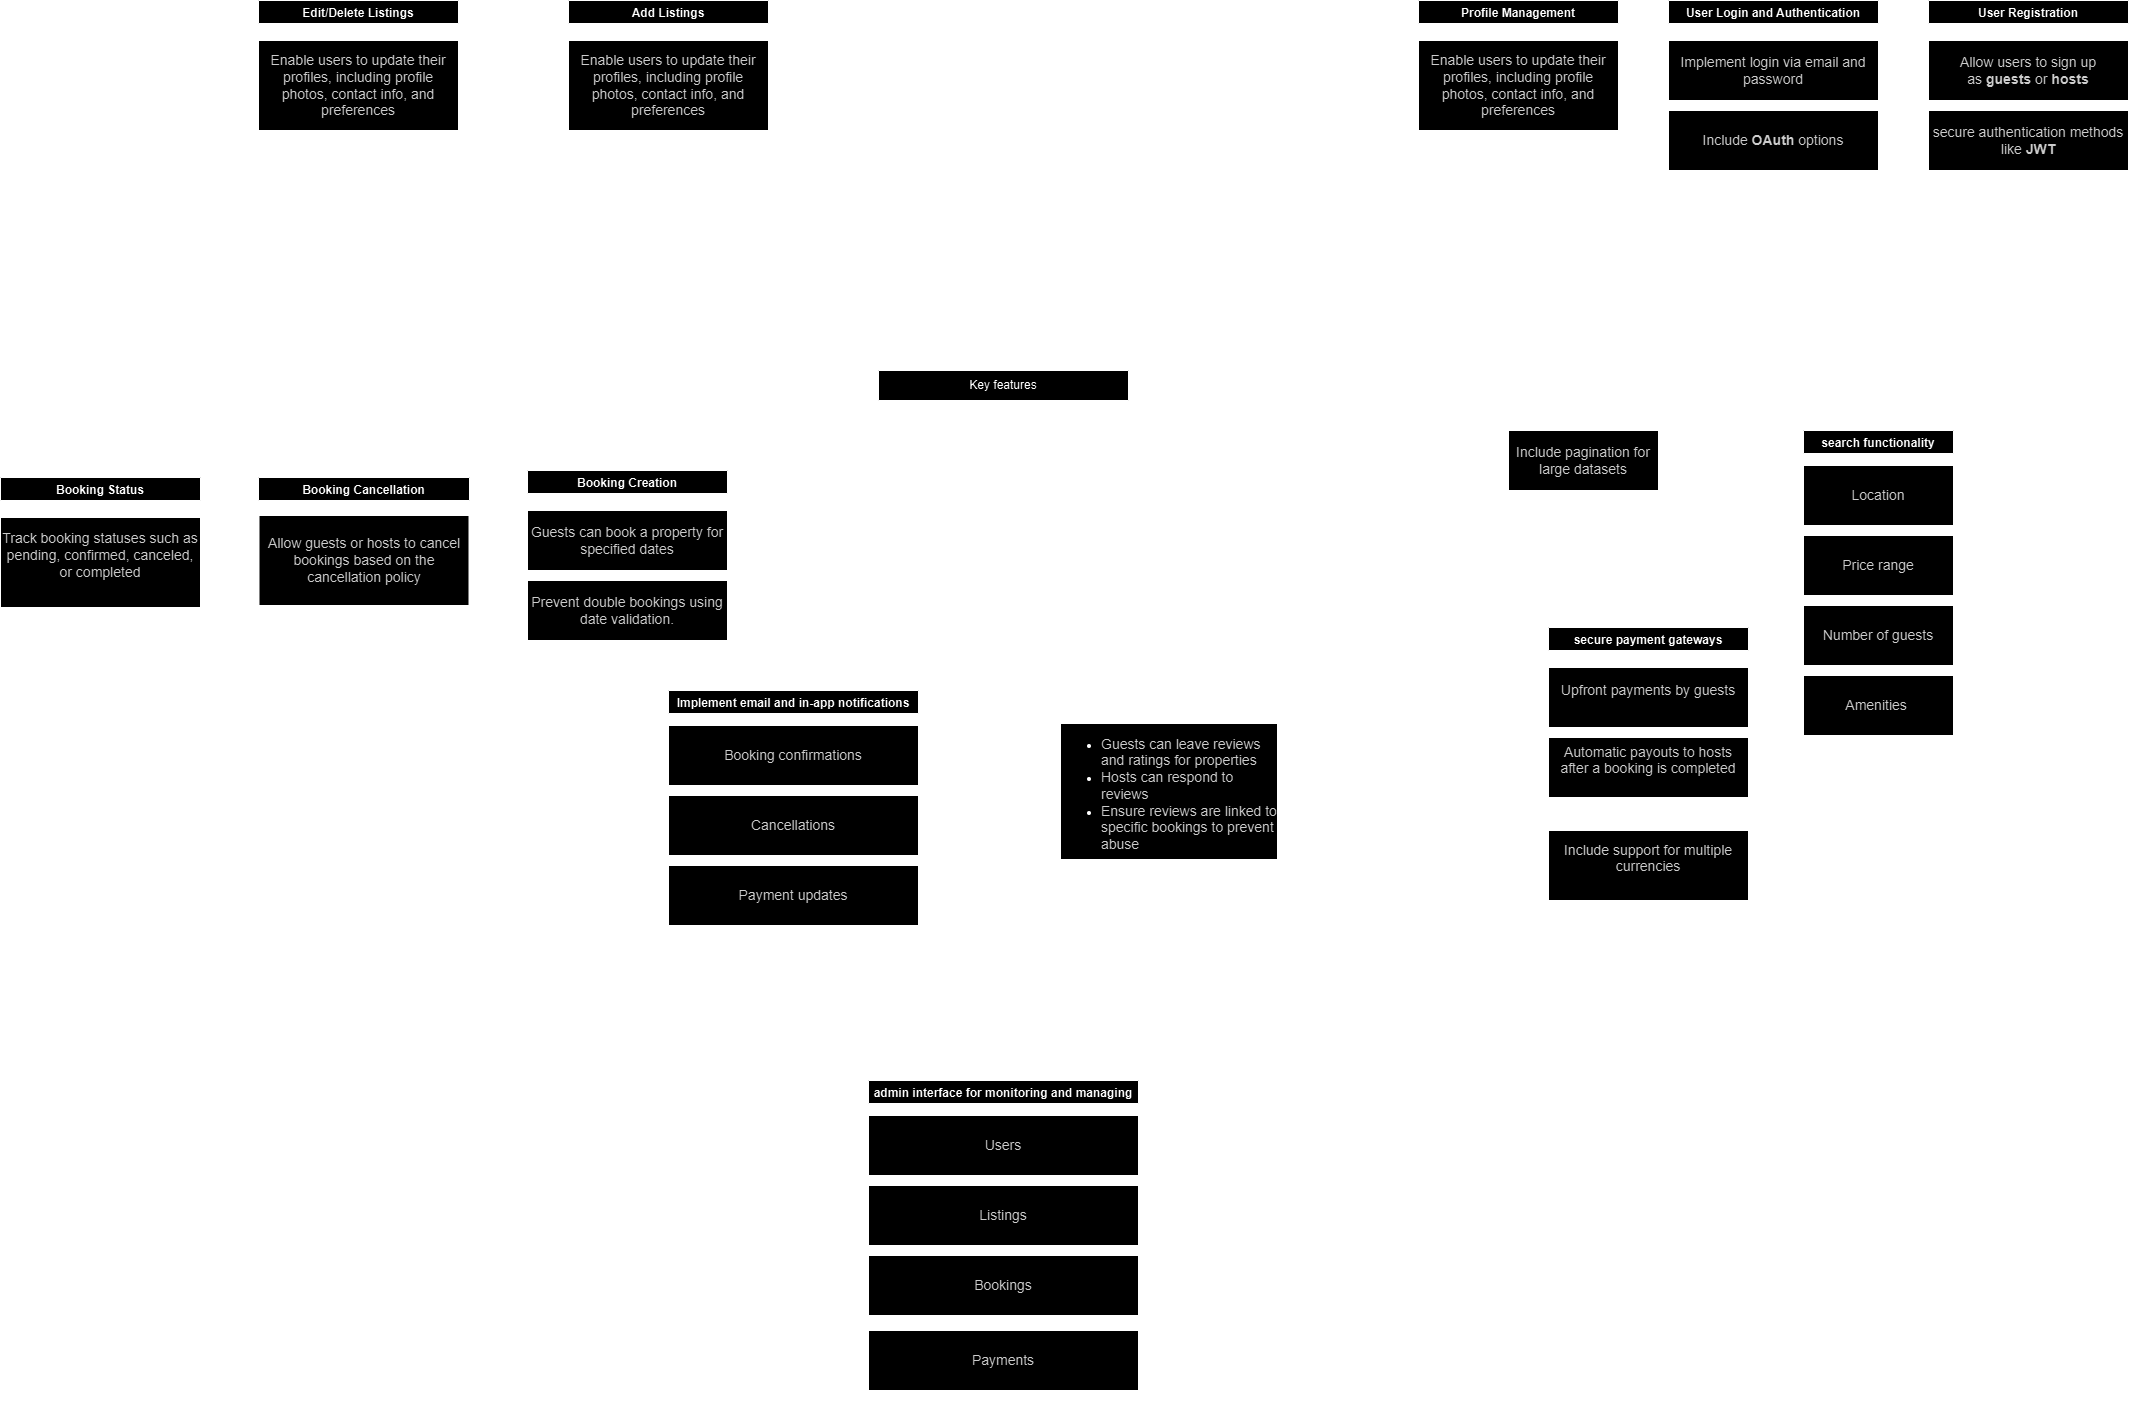 Edit/Delete Listings
Enable users to update their
profiles, including profile
photos, contact info, and
preferences
Add Listings
Enable users to update their
profiles, including profile
photos, contact info, and
preferences
Profile Management
Enable users to update their
profiles, including profile
photos, contact info, and
preferences
User Login and Authentication
Implement login via email and
password
Include OAuth options
User Registration
Allow users to sign up
as guests or hosts
secure authentication methods
like JWT
Key features
Booking Status
Track booking statuses such as
pending, confirmed, canceled,
or completed
Booking Cancellation
Allow guests or hosts to cancel
bookings based on the
cancellation policy
Booking Creation
Guests can book a property for
specified dates
Prevent double bookings using
date validation.
Include pagination for
large datasets
search functionality
Location
Price range
Number of guests
Amenities
secure payment gateways
Upfront payments by guests
Automatic payouts to hosts
after a booking is completed
Include support for multiple
currencies
Implement email and in-app notifications
Booking confirmations
Cancellations
Payment updates
• Guests can leave reviews
and ratings for properties
• Hosts can respond to
reviews
• Ensure reviews are linked to
specific bookings to prevent
abuse
admin interface for monitoring and managing
Users
Listings
Bookings
Payments